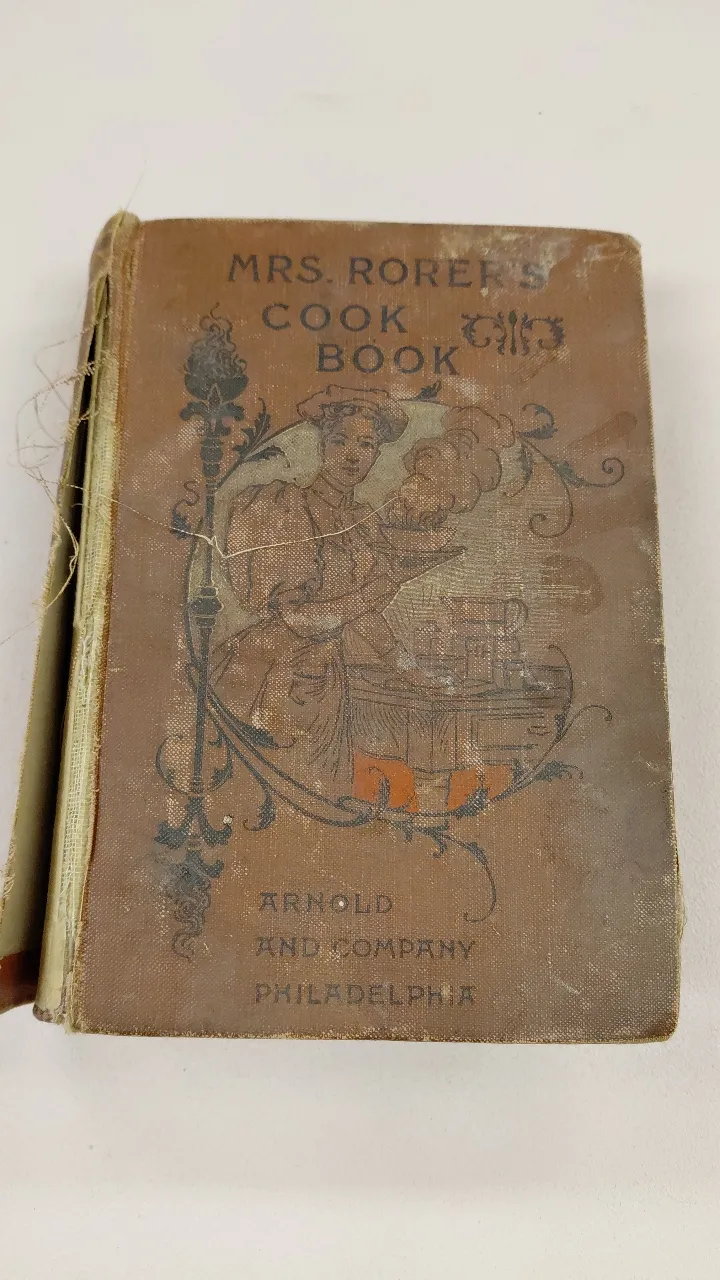 MRS. RORER'S
COOK
BOOK
ARNOLD
AND COMPANY
PHILADELPHIA